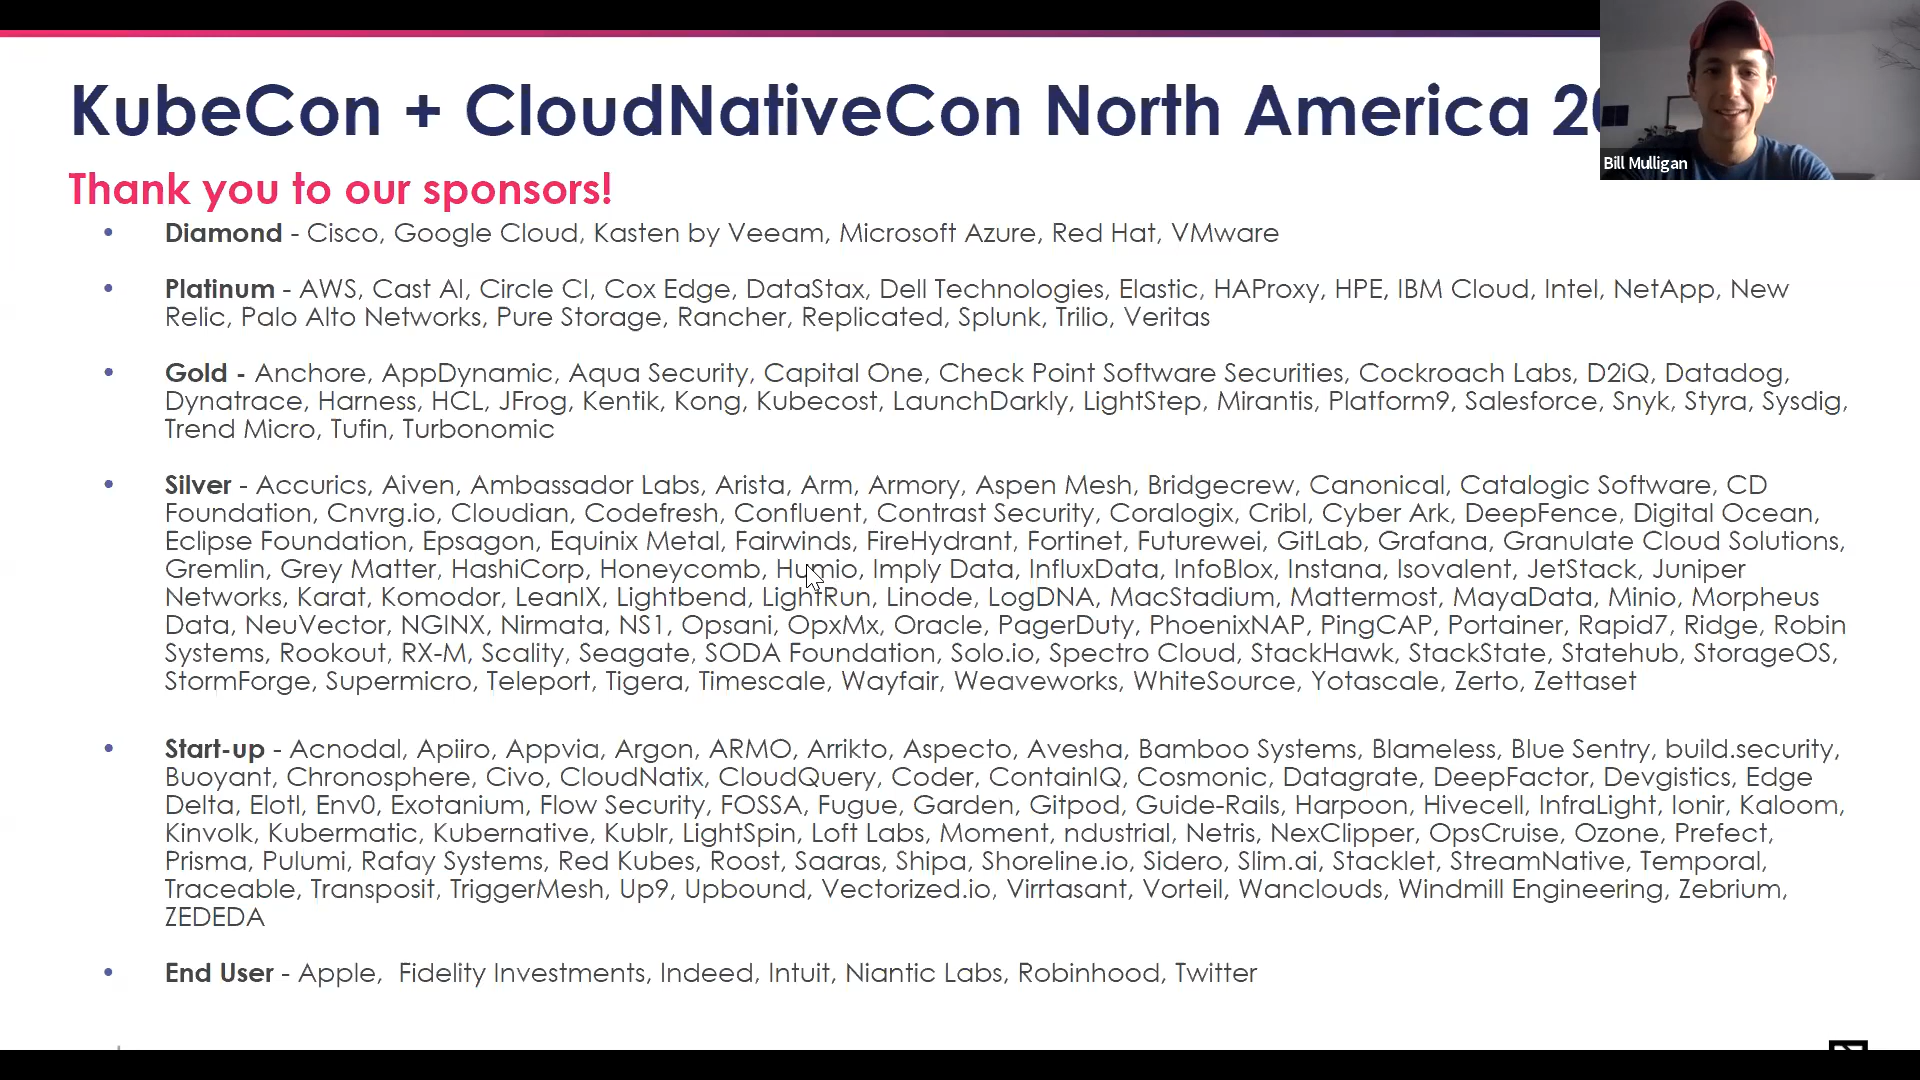 KubeCon + CloudNativeCon North America 20
Thank you to our sponsors!
• Diamond - Cisco, Google Cloud, Kasten by Veeam, Microsoft Azure, Red Hat, VMware
• Platinum - AWS, Cast AI, Circle CI, Cox Edge, DataStax, Dell Technologies, Elastic, HAProxy, HPE, IBM Cloud, Intel, NetApp, New
Relic, Palo Alto Networks, Pure Storage, Rancher, Replicated, Splunk, Trilio, Veritas
• Gold - Anchore, AppDynamic, Aqua Security, Capital One, Check Point Software Securities, Cockroach Labs, D2iQ, Datadog,
Dynatrace, Harness, HCL, JFrog, Kentik, Kong, Kubecost, LaunchDarkly, LightStep, Mirantis, Platform9, Salesforce, Snyk, Styra, Sysdig,
Trend Micro, Tufin, Turbonomic
• Silver - Accurics, Aiven, Ambassador Labs, Arista, Arm, Armory, Aspen Mesh, Bridgecrew, Canonical, Catalogic Software, CD
Foundation, Cnvrg.io, Cloudian, Codefresh, Confluent, Contrast Security, Coralogix, Cribl, Cyber Ark, DeepFence, Digital Ocean,
Eclipse Foundation, Epsagon, Equinix Metal, Fairwinds, FireHydrant, Fortinet, Futurewei, GitLab, Grafana, Granulate Cloud Solutions,
Gremlin, Grey Matter, HashiCorp, Honeycomb, Humio, Imply Data, InfluxData, InfoBlox, Instana, Isovalent, JetStack, Juniper
Networks, Karat, Komodor, LeanIX, Lightbend, LightRun, Linode, LogDNA, MacStadium, Mattermost, MayaData, Minio, Morpheus
Data, NeuVector, NGINX, Nirmata, NS1, Opsani, OpxMx, Oracle, PagerDuty, PhoenixNAP, PingCAP, Portainer, Rapid7, Ridge, Robin
Systems, Rookout, RX-M, Scality, Seagate, SODA Foundation, Solo.io, Spectro Cloud, StackHawk, StackState, Statehub, StorageOS,
StormForge, Supermicro, Teleport, Tigera, Timescale, Wayfair, Weaveworks, WhiteSource, Yotascale, Zerto, Zettaset
• Start-up - Acnodal, Apiiro, Appvia, Argon, ARMO, Arrikto, Aspecto, Avesha, Bamboo Systems, Blameless, Blue Sentry, build.security,
Buoyant, Chronosphere, Civo, CloudNatix, CloudQuery, Coder, ContainIQ, Cosmonic, Datagrate, DeepFactor, Devgistics, Edge
Delta, Elotl, Env0, Exotanium, Flow Security, FOSSA, Fugue, Garden, Gitpod, Guide-Rails, Harpoon, Hivecell, InfraLight, Ionir, Kaloom,
Kinvolk, Kubermatic, Kubernative, Kublr, LightSpin, Loft Labs, Moment, ndustrial, Netris, NexClipper, OpsCruise, Ozone, Prefect,
Prisma, Pulumi, Rafay Systems, Red Kubes, Roost, Saaras, Shipa, Shoreline.io, Sidero, Slim.ai, Stacklet, StreamNative, Temporal,
Traceable, Transposit, TriggerMesh, Up9, Upbound, Vectorized.io, Virrtasant, Vorteil, Wanclouds, Windmill Engineering, Zebrium,
ZEDEDA
• End User - Apple,  Fidelity Investments, Indeed, Intuit, Niantic Labs, Robinhood, Twitter
Bill Mulligan